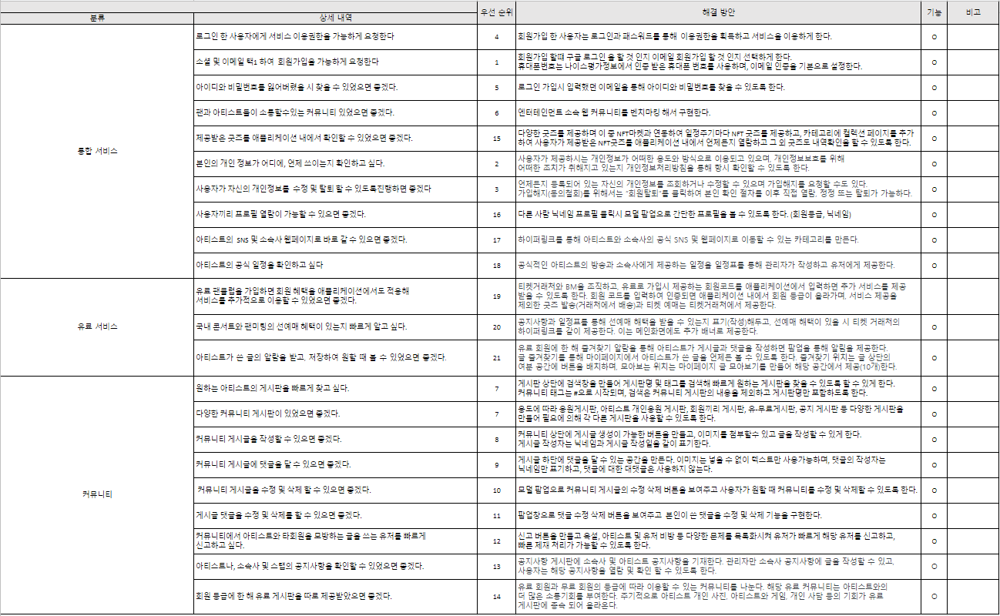 분류
상세 내역
우선 순위
해결 방안
기능
비고
통합 서비스
로그인 한 사용자에게 서비스 이용권한을 가능하게 요청한다
4
회원가입 한 사용자는 로그인과 패스워드를 통해 이용권한을 획득하고 서비스을 이용하게 한다.
O
소셜 및 이메일 택1 하여 회원가입을 가능하게 요청한다
1
회원가입 할때 구글 로그인 을 할 것 인지 이메일 회원가입 할 것 인지 선택하게 한다.
휴대폰번호는 나이스평가정보에서 인증 받은 휴대폰 번호를 사용하며, 이메일 인증을 기본으로 설정한다.
O
아이디와 비밀번호를 잃어버렸을 시 찾을 수 있었으면 좋겠다.
5
로그인 가입시 입력했던 이메일을 통해 아이디와 비밀번호를 찾을 수 있도록 한다.
O
팬과 아티스트들이 소통할수있는 커뮤니티 있었으면 좋겠다.
6
엔터테인먼트 소속 웹 커뮤니티를 벤치마킹 해서 구현한다.
O
제공받은 굿즈를 애플리케이션 내에서 확인할 수 있었으면 좋겠다.
15
다양한 굿즈를 제공하며 이 중 NFT마켓과 연동하여 일정주기마다 NFT 굿즈를 제공하고, 카테고리에 컬렉션 페이지를 추가
하여 사용자가 제공받은 NFT굿즈를 애플리케이션 내에서 언제든지 열람하고 그 외 굿즈도 내역확인을 할 수 있도록 한다.
O
본인의 개인 정보가 어디에, 언제 쓰이는지 확인하고 싶다.
2
사용자가 제공하시는 개인정보가 어떠한 용도와 방식으로 이용되고 있으며, 개인정보보호를 위해
어떠한 조치가 취해지고 있는지 개인정보처리방침을 통해 항시 확인할 수 있도록 한다.
O
사용자가 자신의 개인정보를 수정 및 탈퇴 할 수 있도록진행하면 좋겠다
3
언제든지 등록되어 있는 자신의 개인정보를 조회하거나 수정할 수 있으며 가입해지를 요청할 수도 있다.
가입해지(동의철회)를 위해서는 "회원탈퇴"를 클릭하여 본인 확인 절차를 이후 직접 열람, 정정 또는 탈퇴가 가능하다.
O
사용자끼리 프로필 열람이 가능할 수 있으면 좋겠다.
16
다른 사람 닉네임 프로필 클릭시 모덜 팝업으로 간단한 프로필을 볼 수 있도록 한다. (회원등급, 닉네임)
O
아티스트의 SNS 및 소속사 웹페이지로 바로 갈 수 있으면 좋겠다.
17
하이퍼링크를 통해 아티스트와 소속사의 공식 SNS 및 웹페이지로 이동할 수 있는 카테고리를 만든다.
O
아티스트의 공식 일정을 확인하고 싶다
18
공식적인 아티스트의 방송과 소속사에게 제공하는 일정을 일정표를 통해 관리자가 작성하고 유저에게 제공한다.
O
유료 서비스
유료 팬클럽을 가입하면 회원 혜택을 애플리케이션에서도 적용해
서비스를 추가적으로 이용할 수 있었으면 좋겠다.
19
티켓거래처와 BM을 조직하고, 유료로 가입시 제공하는 회원코드를 애플리케이션에서 입력하면 추가 서비스를 제공
받을 수 있도록 한다. 회원 코드를 입력하여 인증되면 애플리케이션 내에서 회원 등급이 올라가며, 서비스 제공을
제외한 굿즈 발송(거래처에서 배송)과 티켓 예매는 티켓거래처에서 제공한다.
국내 콘서트와 팬미팅의 선예매 혜택이 있는지 빠르게 알고 싶다.
20
공지사항과 일정표를 통해 선예매 해택을 받을 수 있는지 표기(작성)해두고, 선예매 해택이 있을 시 티켓 거래처의
하이퍼링크를 같이 제공한다. 이는 메인화면에도 추가 배너로 제공한다.
O
아티스트가 쓴 글의 알람을 받고, 저장하여 원할 때 볼 수 있었으면 좋겠다.
21
유료 회원에 한 해 즐겨찾기 알람을 통해 아티스트가 게시글과 댓글을 작성하면 팝업을 통해 알림을 제공한다.
글 즐겨찾기를 통해 마이페이지에서 아티스트가 쓴 글을 언제든 볼 수 있도록 한다. 즐겨찾기 위치는 글 상단의
여분 공간에 버튼을 배치하며, 모아보는 위치는 마이페이지 글 모아보기를 만들어 해당 공간에서 제공(10개)한다.
O
커뮤니티
원하는 아티스트의 게시판을 빠르게 찾고 싶다.
7
게시판 상단에 검색창을 만들어 게시판명 및 태그를 검색해 빠르게 원하는 게시판을 찾을 수 있도록 할 수 있게 한다.
커뮤니티 태그는 #으로 시작되며, 검색은 커뮤니티 게시판의 내용을 제외하고 게시판명만 포함하도록 한다.
O
다양한 커뮤니티 게시판이 있었으면 좋겠다.
7
용도에 따라 응원게시판, 아티스트 개인응원 게시판, 회원끼리 게시판, 유-무료게시판, 공지 게시판 등 다양한 게시판을
만들어 필요에 의해 각 다른 게시판을 사용할 수 있도록 한다.
O
커뮤니티 게시글을 작성할 수 있으면 좋겠다.
8
커뮤니티 상단에 게시글 생성이 가능한 버튼을 만들고, 이미지를 첨부할수 있고 글을 작성할 수 있게 한다.
게시글 작성자는 닉네임과 게시글 작성일을 같이 표기한다.
O
커뮤니티 게시글에 댓글을 달 수 있으면 좋겠다.
9
게시글 하단에 댓글을 달 수 있는 공간을 만든다. 이미지는 넣을 수 없이 텍스트만 사용가능하며, 댓글의 작성자는
닉네임만 표기하고, 댓글에 대한 대댓글은 사용하지 않는다.
O
커뮤니티 게시글을 수정 및 삭제 할 수 있으면 좋겠다.
10
모덜 팝업으로 커뮤니티 게시글의 수정 삭제 버튼을 보여주고 사용자가 원할 때 커뮤니티를 수정 및 삭제할 수 있도록 한다.
O
게시글 댓글을 수정 및 삭제를 할 수 있으면 좋겠다.
11
팝업창으로 댓글 수정 삭제 버튼을 보여주고 본인이 쓴 댓글을 수정 및 삭제 기능을 구현한다.
O
커뮤니티에서 아티스트와 타회원을 모방하는 글을 쓰는 유저를 빠르게
신고하고 싶다.
12
신고 버튼을 만들고 욕설, 아티스트 및 유저 비방 등 다양한 문제를 목록화시켜 유저가 빠르게 해당 유저를 신고하고,
빠른 제재 처리가 가능할 수 있도록 한다.
O
아티스트나, 소속사 및 스탭의 공지사항을 확인할 수 있었으면 좋겠다.
13
공지사항 게시판에 소속사 및 아티스트 공지사항을 기재한다. 관리자만 소속사 공지사항에 글을 작성할 수 있고,
사용자는 해당 공지사항을 열람 및 확인 할 수 있도록 한다.
O
회원 등급에 한 해 유료 게시판을 따로 제공받았으면 좋겠다.
14
유료 회원과 무료 회원의 등급에 따라 이용할 수 있는 커뮤니티를 나눈다. 해당 유료 커뮤니티는 아티스트와의
더 많은 소통기회를 부여한다. 주기적으로 아티스트 개인 사진, 아티스트와 게임, 개인 사담 등의 기회가 유료
게시판에 종속 되어 올라온다.
O